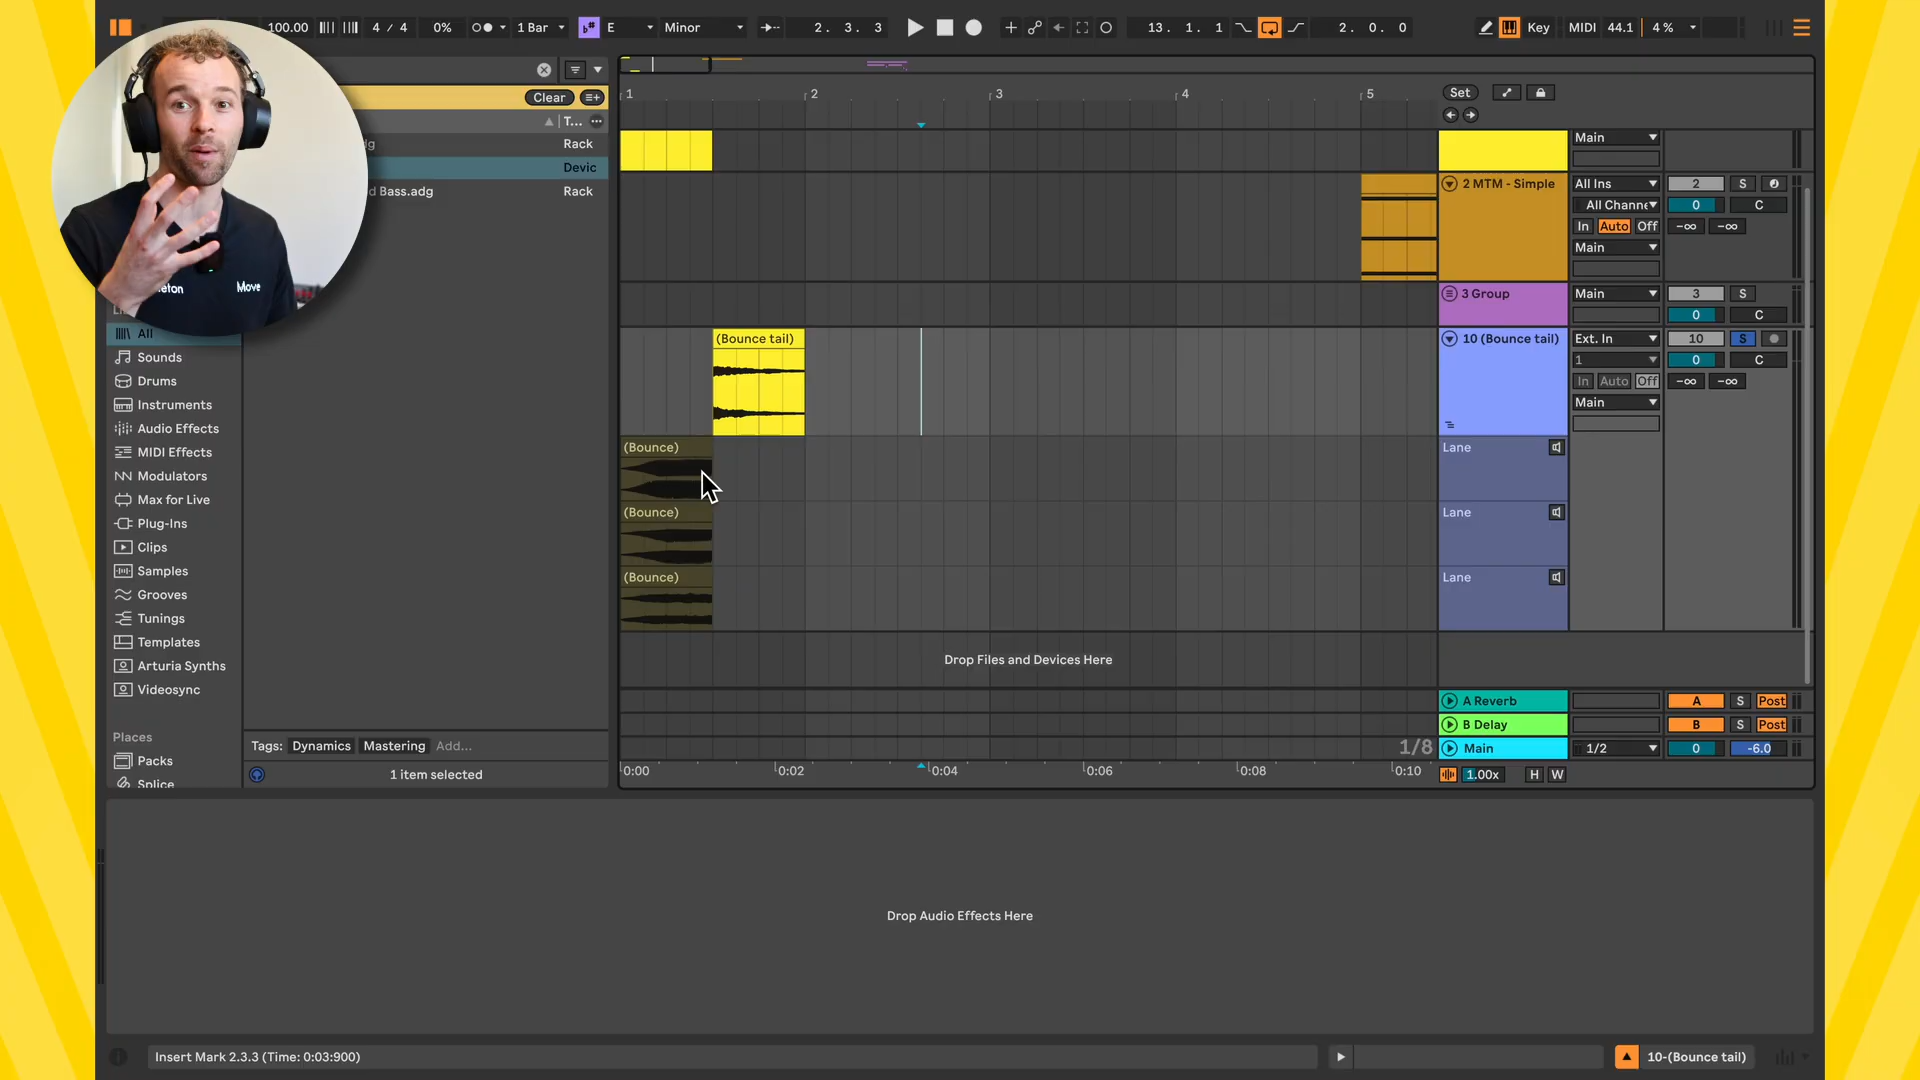 100.00
4 / 4
0%
1 Bar
E
Minor
2. 3. 3
13. 1. 1
2. 0. 0
Key
MIDI
44.1
4 %
Clear
T...
Rack
Devic
d Bass.adg
Rack
Move
All
Sounds
Drums
Instruments
Audio Effects
MIDI Effects
Modulators
Max for Live
Plug-Ins
Clips
Samples
Grooves
Tunings
Templates
Arturia Synths
Videosync
Places
Packs
Splice
Tags: Dynamics Mastering Add...
1 item selected
1 2 3 4 5
Set
(Bounce tail)
(Bounce)
(Bounce)
(Bounce)
Drop Files and Devices Here
1/8
0:00 0:02 0:04 0:06 0:08 0:10
Main
2 MTM - Simple
All Ins
2
S
All Channe
0
C
In Auto Off
-∞
-∞
Main
3 Group
Main
3
S
0
C
10 (Bounce tail)
Ext. In
10
S
1
0
C
In Auto Off
-∞
-∞
Main
Lane
Lane
Lane
A Reverb
A
S
Post
B Delay
B
S
Post
Main
1/2
0
-6.0
1.00x
H
W
Drop Audio Effects Here
Insert Mark 2.3.3 (Time: 0:03:900)
10-(Bounce tail)